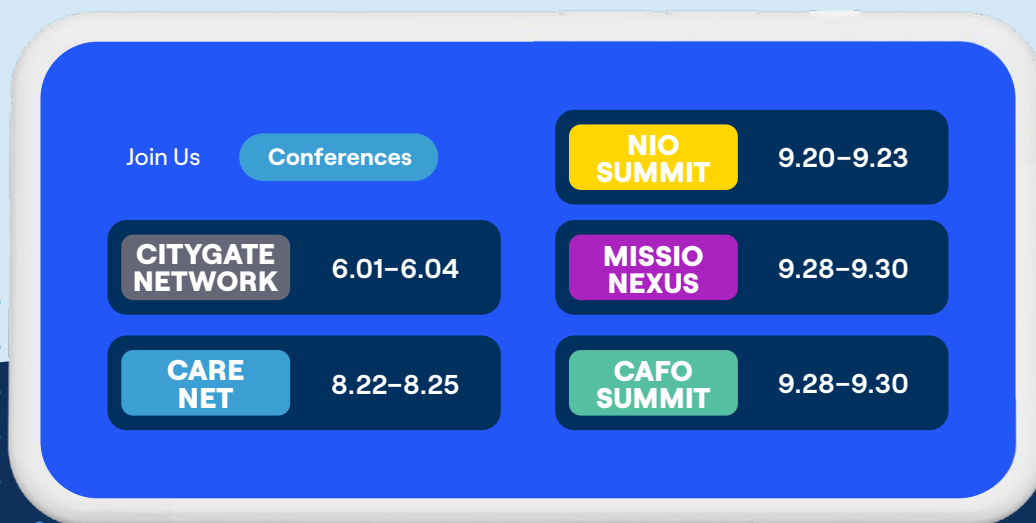 Join Us
Conferences
CITYGATE
NETWORK
6.01–6.04
CARE
NET
8.22–8.25
NIO
SUMMIT
9.20–9.23
MISSIO
NEXUS
9.28–9.30
CAFO
SUMMIT
9.28–9.30